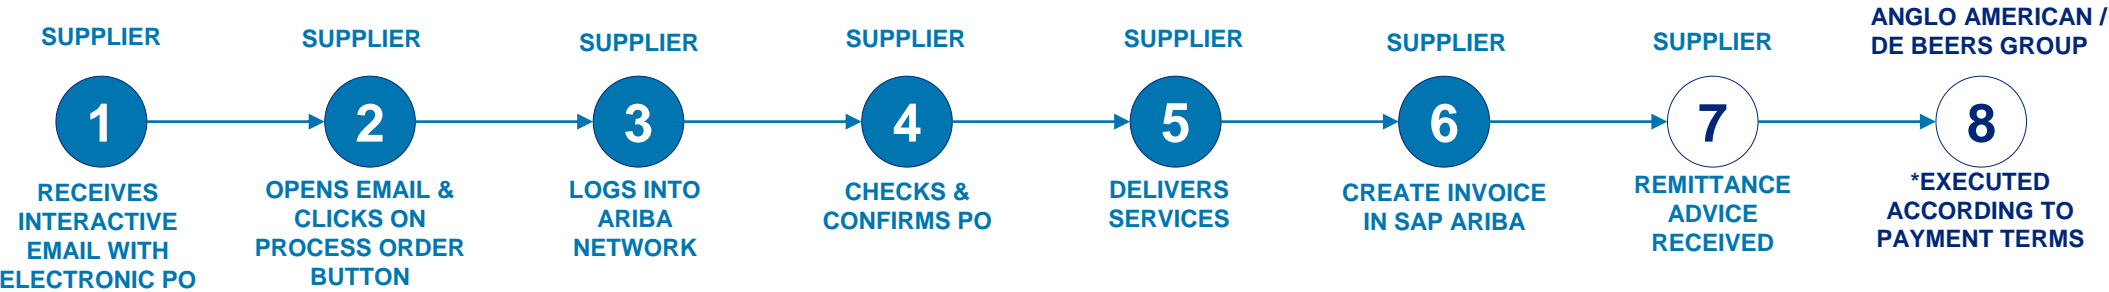 SUPPLIER
1
RECEIVES
INTERACTIVE
EMAIL WITH
ELECTRONIC PO
SUPPLIER
2
OPENS EMAIL &
CLICKS ON
PROCESS ORDER
BUTTON
SUPPLIER
3
LOGS INTO
ARIBA
NETWORK
SUPPLIER
4
CHECKS &
CONFIRMS PO
SUPPLIER
5
DELIVERS
SERVICES
SUPPLIER
6
CREATE INVOICE
IN SAP ARIBA
SUPPLIER
7
REMITTANCE
ADVICE
RECEIVED
ANGLO AMERICAN /
DE BEERS GROUP
8
*EXECUTED
ACCORDING TO
PAYMENT TERMS